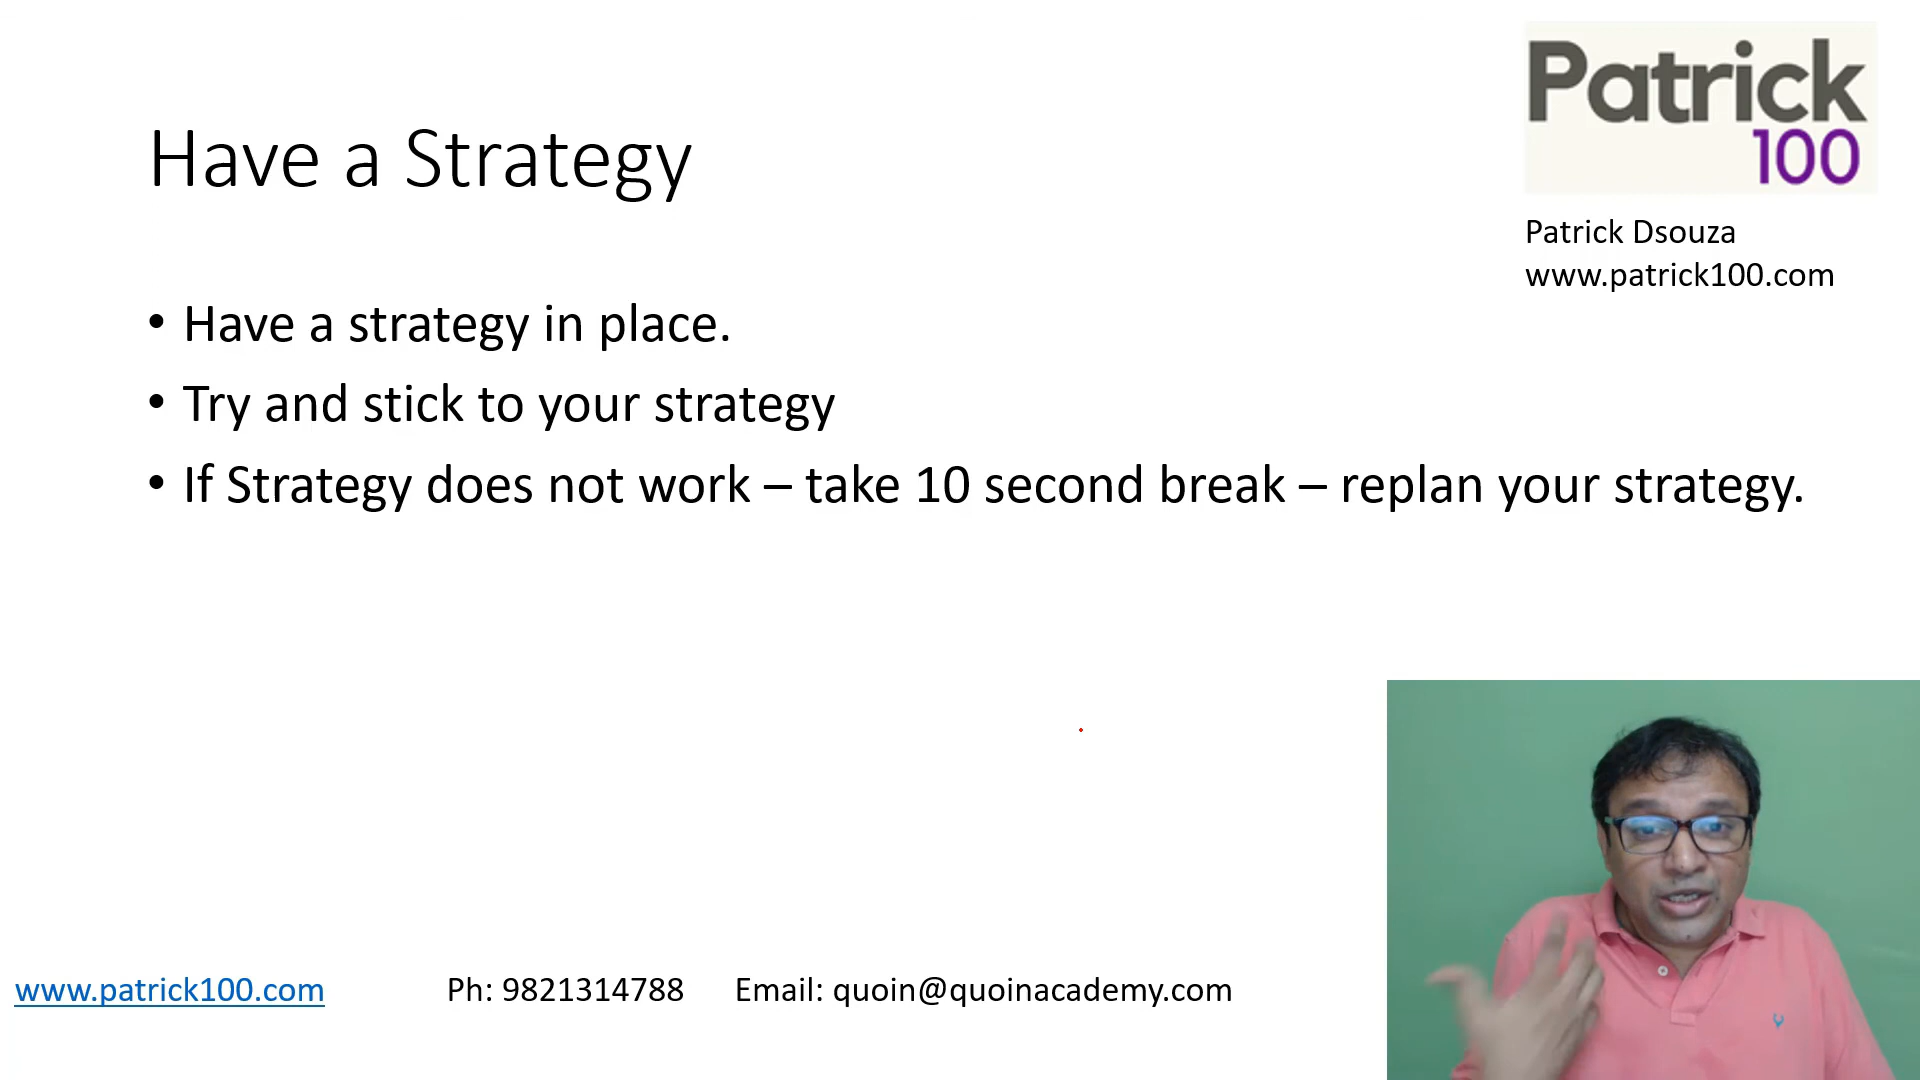 Patrick
100
Have a Strategy
Patrick Dsouza
www.patrick100.com
• Have a strategy in place.
• Try and stick to your strategy
• If Strategy does not work – take 10 second break – replan your strategy.
www.patrick100.com Ph: 9821314788 Email: quoin@quoinacademy.com